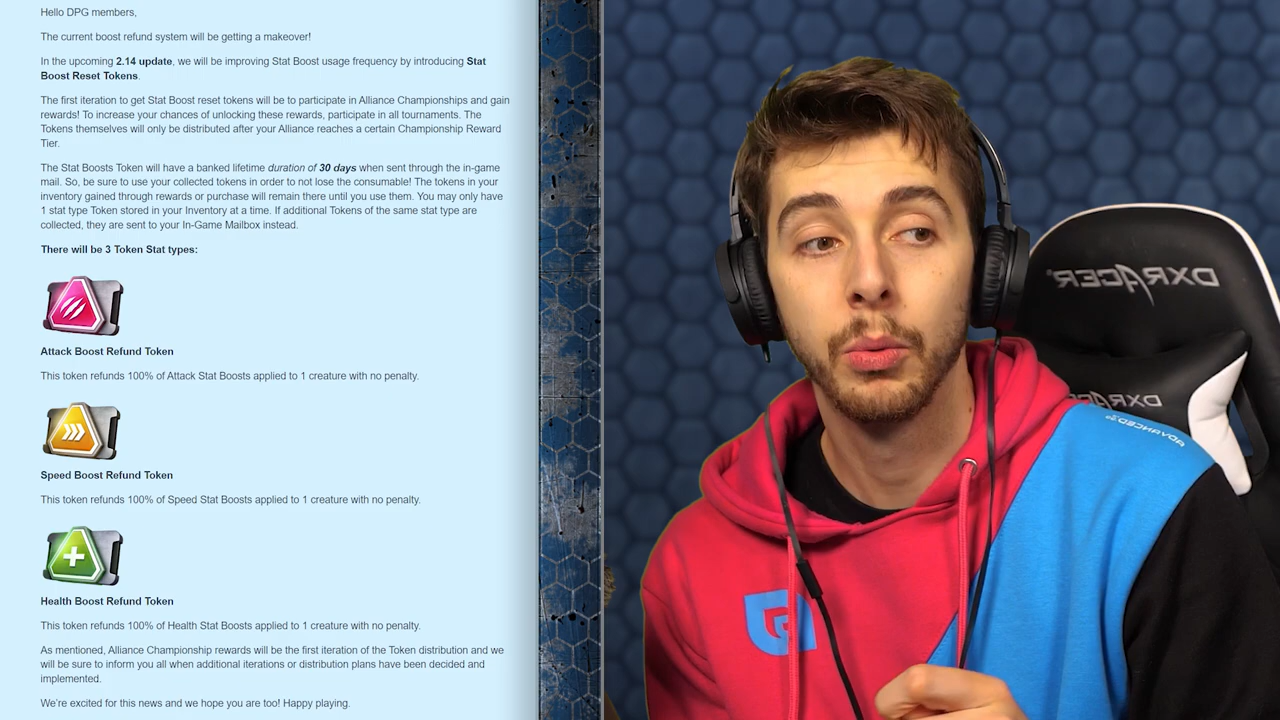 Hello DPG members,
The current boost refund system will be getting a makeover!
In the upcoming 2.14 update, we will be improving Stat Boost usage frequency by introducing Stat
Boost Reset Tokens.
The first iteration to get Stat Boost reset tokens will be to participate in Alliance Championships and gain
rewards! To increase your chances of unlocking these rewards, participate in all tournaments. The
Tokens themselves will only be distributed after your Alliance reaches a certain Championship Reward
Tier.
The Stat Boosts Token will have a banked lifetime duration of 30 days when sent through the in-game
mail. So, be sure to use your collected tokens in order to not lose the consumable! The tokens in your
inventory gained through rewards or purchase will remain there until you use them. You may only have
1 stat type Token stored in your Inventory at a time. If additional Tokens of the same stat type are
collected, they are sent to your In-Game Mailbox instead.
There will be 3 Token Stat types:
Attack Boost Refund Token
This token refunds 100% of Attack Stat Boosts applied to 1 creature with no penalty.
Speed Boost Refund Token
This token refunds 100% of Speed Stat Boosts applied to 1 creature with no penalty.
Health Boost Refund Token
This token refunds 100% of Health Stat Boosts applied to 1 creature with no penalty.
As mentioned, Alliance Championship rewards will be the first iteration of the Token distribution and we
will be sure to inform you all when additional iterations or distribution plans have been decided and
implemented.
We're excited for this news and we hope you are too! Happy playing.
DXRACER
DXRACER
ADVANCED